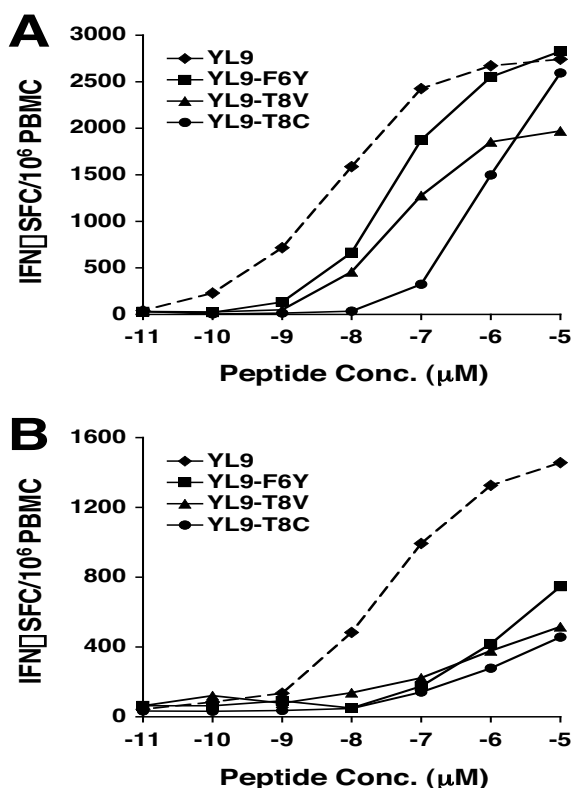 A
3000
2500
2000
1500
1000
500
0
IFN▯SFC/10⁶ PBMC
YL9
YL9-F6Y
YL9-T8V
YL9-T8C
-11 -10 -9 -8 -7 -6 -5
Peptide Conc. (μM)
B
1600
1200
800
400
0
IFN▯SFC/10⁶ PBMC
YL9
YL9-F6Y
YL9-T8V
YL9-T8C
-11 -10 -9 -8 -7 -6 -5
Peptide Conc. (μM)